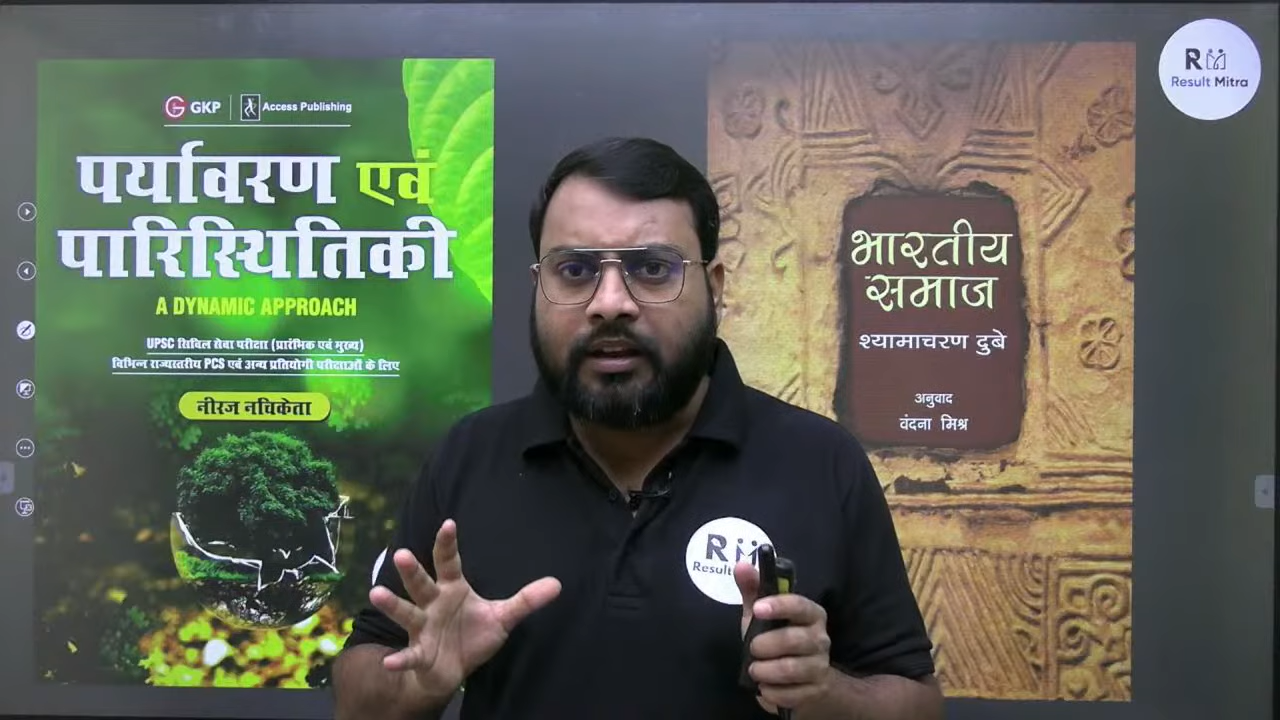 GKP
Access Publishing
पर्यावरण एवं
पारिस्थितिकी
A DYNAMIC APPROACH
UPSC सिविल सेवा परीक्षा (प्रारंभिक एवं मुख्य)
विभिन्न राज्यस्तरीय PCS एवं अन्य प्रतियोगी परीक्षाओं के लिए
नीरज नचिकेता
भारतीय
समाज
श्यामाचरण दुबे
अनुवाद
वंदना मिश्र
R
Result Mitra
R
Result